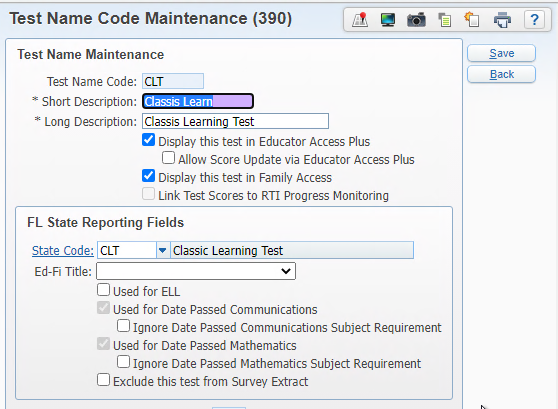 Test Name Code Maintenance (390)
?
Test Name Maintenance
Save
Back
Test Name Code: CLT
* Short Description: Classis Learn
* Long Description: Classis Learning Test
Display this test in Educator Access Plus
Allow Score Update via Educator Access Plus
Display this test in Family Access
Link Test Scores to RTI Progress Monitoring
FL State Reporting Fields
State Code: CLT Classic Learning Test
Ed-Fi Title:
Used for ELL
Used for Date Passed Communications
Ignore Date Passed Communications Subject Requirement
Used for Date Passed Mathematics
Ignore Date Passed Mathematics Subject Requirement
Exclude this test from Survey Extract